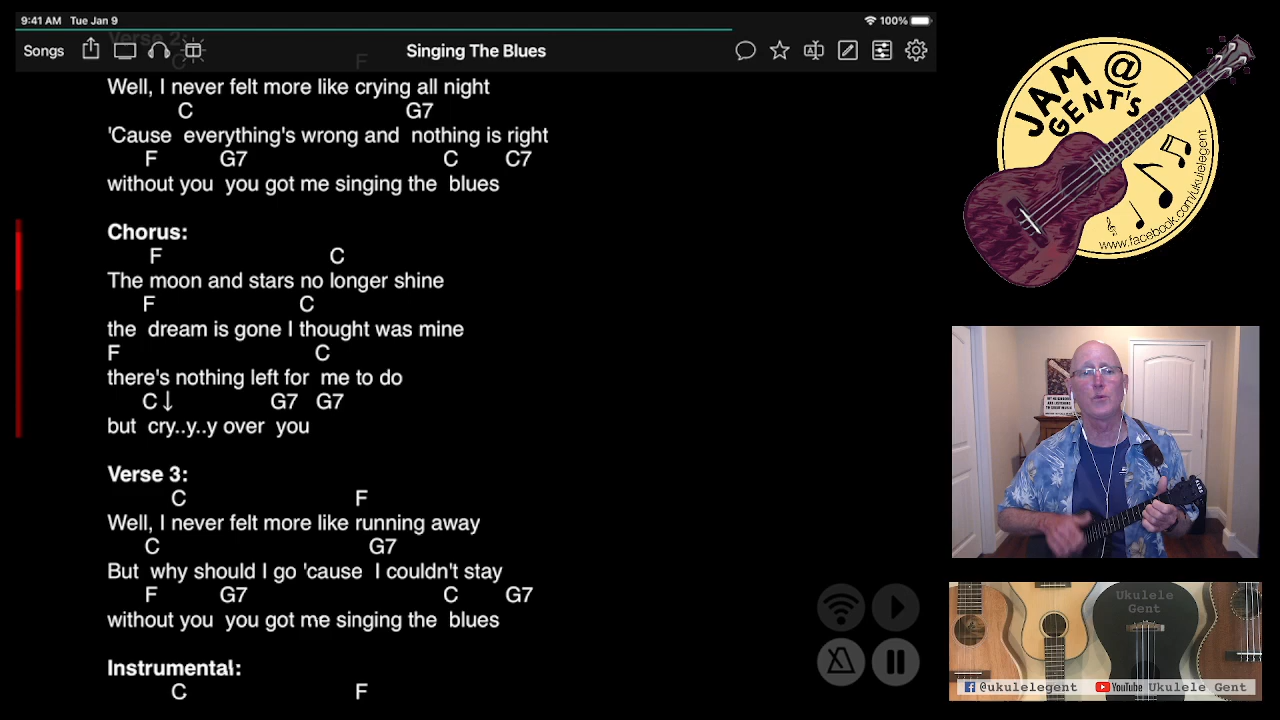 9:41 AM Tue Jan 9
100%
Songs
Singing The Blues
Verse 2:
C F
Well, I never felt more like crying all night
C G7
'Cause everything's wrong and nothing is right
F G7 C C7
without you you got me singing the blues
Chorus:
F C
The moon and stars no longer shine
F C
the dream is gone I thought was mine
F C
there's nothing left for me to do
C↓ G7 G7
but cry..y..y over you
Verse 3:
C F
Well, I never felt more like running away
C G7
But why should I go 'cause I couldn't stay
F G7 C G7
without you you got me singing the blues
Instrumental:
C F
JAM @
GENT'S
www.facebook.com/ukulelegent
Ukulele
Gent
@ukulelegent YouTube Ukulele Gent